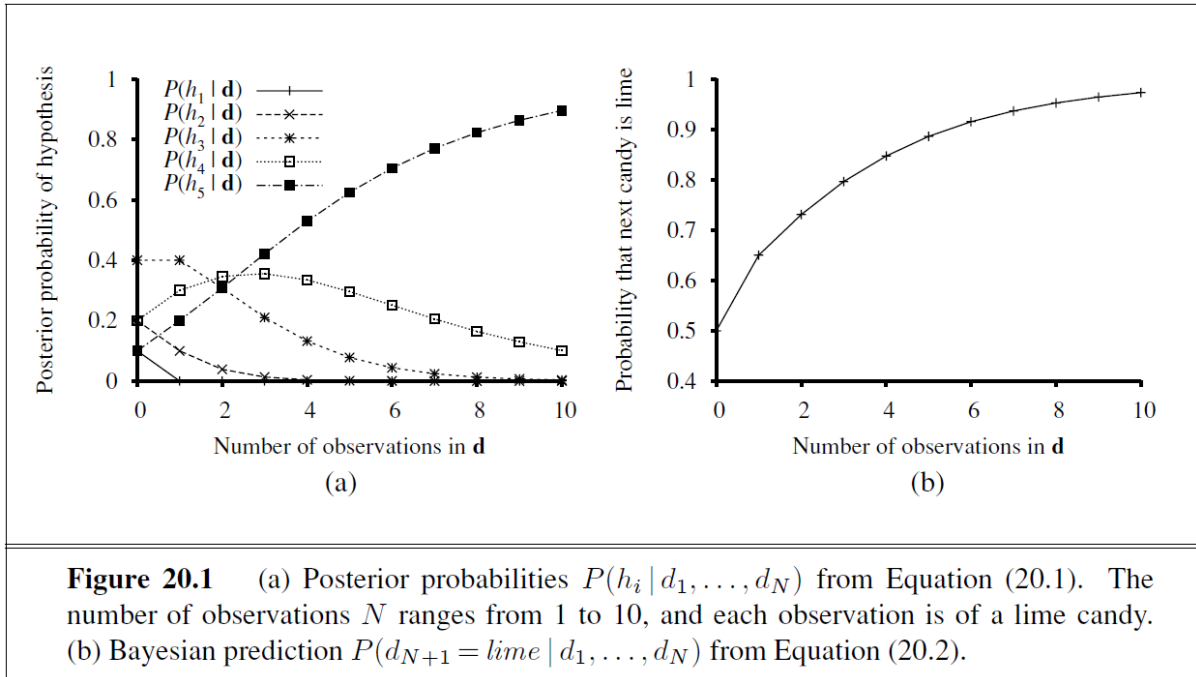 Posterior probability of hypothesis
1
0.8
0.6
0.4
0.2
0
P(h1 | d)
P(h2 | d)
P(h3 | d)
P(h4 | d)
P(h5 | d)
0 2 4 6 8 10
Number of observations in d
(a)
Probability that next candy is lime
1
0.9
0.8
0.7
0.6
0.5
0.4
0 2 4 6 8 10
Number of observations in d
(b)
Figure 20.1 (a) Posterior probabilities P(hi | d1, . . . , dN) from Equation (20.1). The
number of observations N ranges from 1 to 10, and each observation is of a lime candy.
(b) Bayesian prediction P(dN+1 = lime | d1, . . . , dN) from Equation (20.2).